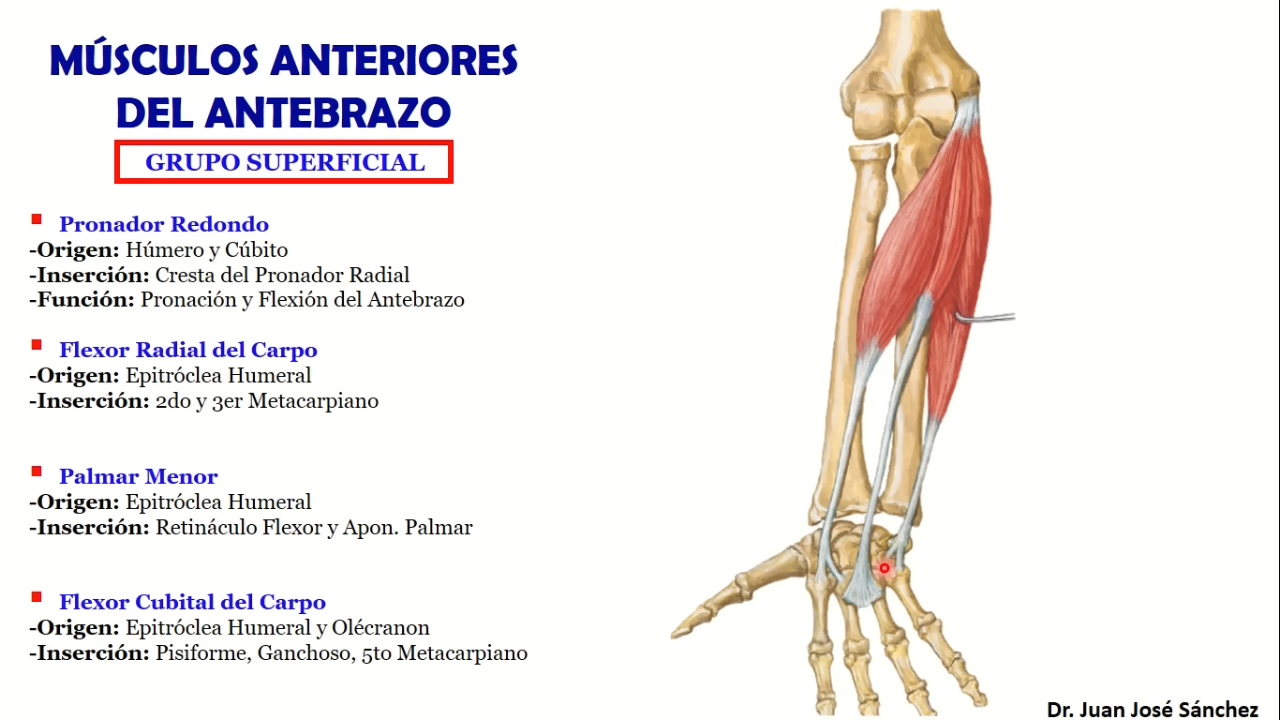 MÚSCULOS ANTERIORES
DEL ANTEBRAZO
GRUPO SUPERFICIAL
▪ Pronador Redondo
-Origen: Húmero y Cúbito
-Inserción: Cresta del Pronador Radial
-Función: Pronación y Flexión del Antebrazo
▪ Flexor Radial del Carpo
-Origen: Epitróclea Humeral
-Inserción: 2do y 3er Metacarpiano
▪ Palmar Menor
-Origen: Epitróclea Humeral
-Inserción: Retináculo Flexor y Apon. Palmar
▪ Flexor Cubital del Carpo
-Origen: Epitróclea Humeral y Olécranon
-Inserción: Pisiforme, Ganchoso, 5to Metacarpiano
Dr. Juan José Sánchez